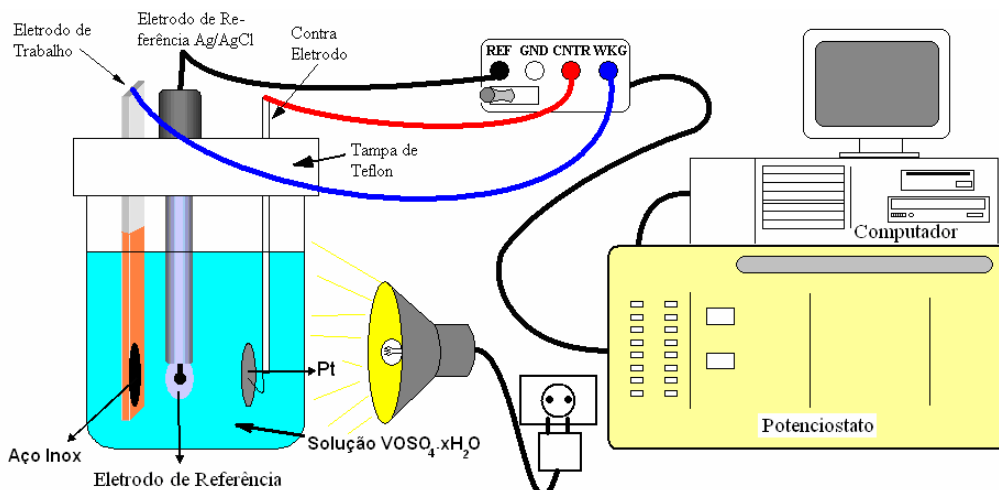 Eletrodo de
Trabalho
Eletrodo de Re-
ferência Ag/AgCl
Contra
Eletrodo
REF GND CNTR WKG
Tampa de
Teflon
Computador
Pt
Potenciostato
Solução VOSO₄.xH₂O
Aço Inox
Eletrodo de Referência